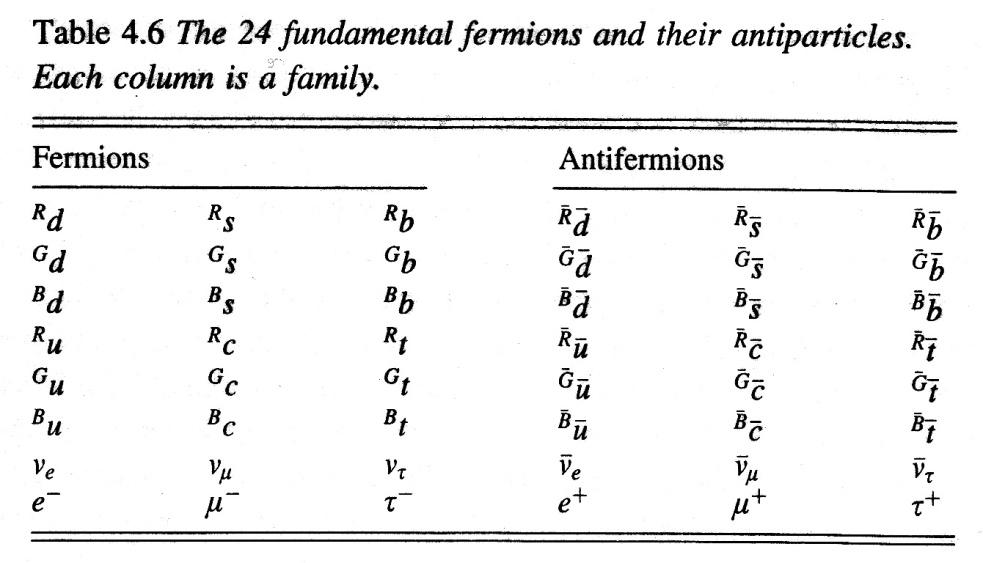 Table 4.6 The 24 fundamental fermions and their antiparticles.
Each column is a family.
Fermions Antifermions
ᴿd ᴿs ᴿb ᴿ̄d̄ ᴿ̄s̄ ᴿ̄b̄
ᴳd ᴳs ᴳb ᴳ̄d̄ ᴳ̄s̄ ᴳ̄b̄
ᴮd ᴮs ᴮb ᴮ̄d̄ ᴮ̄s̄ ᴮ̄b̄
ᴿu ᴿc ᴿt ᴿ̄ū ᴿ̄c̄ ᴿ̄t̄
ᴳu ᴳc ᴳt ᴳ̄ū ᴳ̄c̄ ᴳ̄t̄
ᴮu ᴮc ᴮt ᴮ̄ū ᴮ̄c̄ ᴮ̄t̄
νₑ ν_μ ν_τ ν̄ₑ ν̄_μ ν̄_τ
e⁻ μ⁻ τ⁻ e⁺ μ⁺ τ⁺